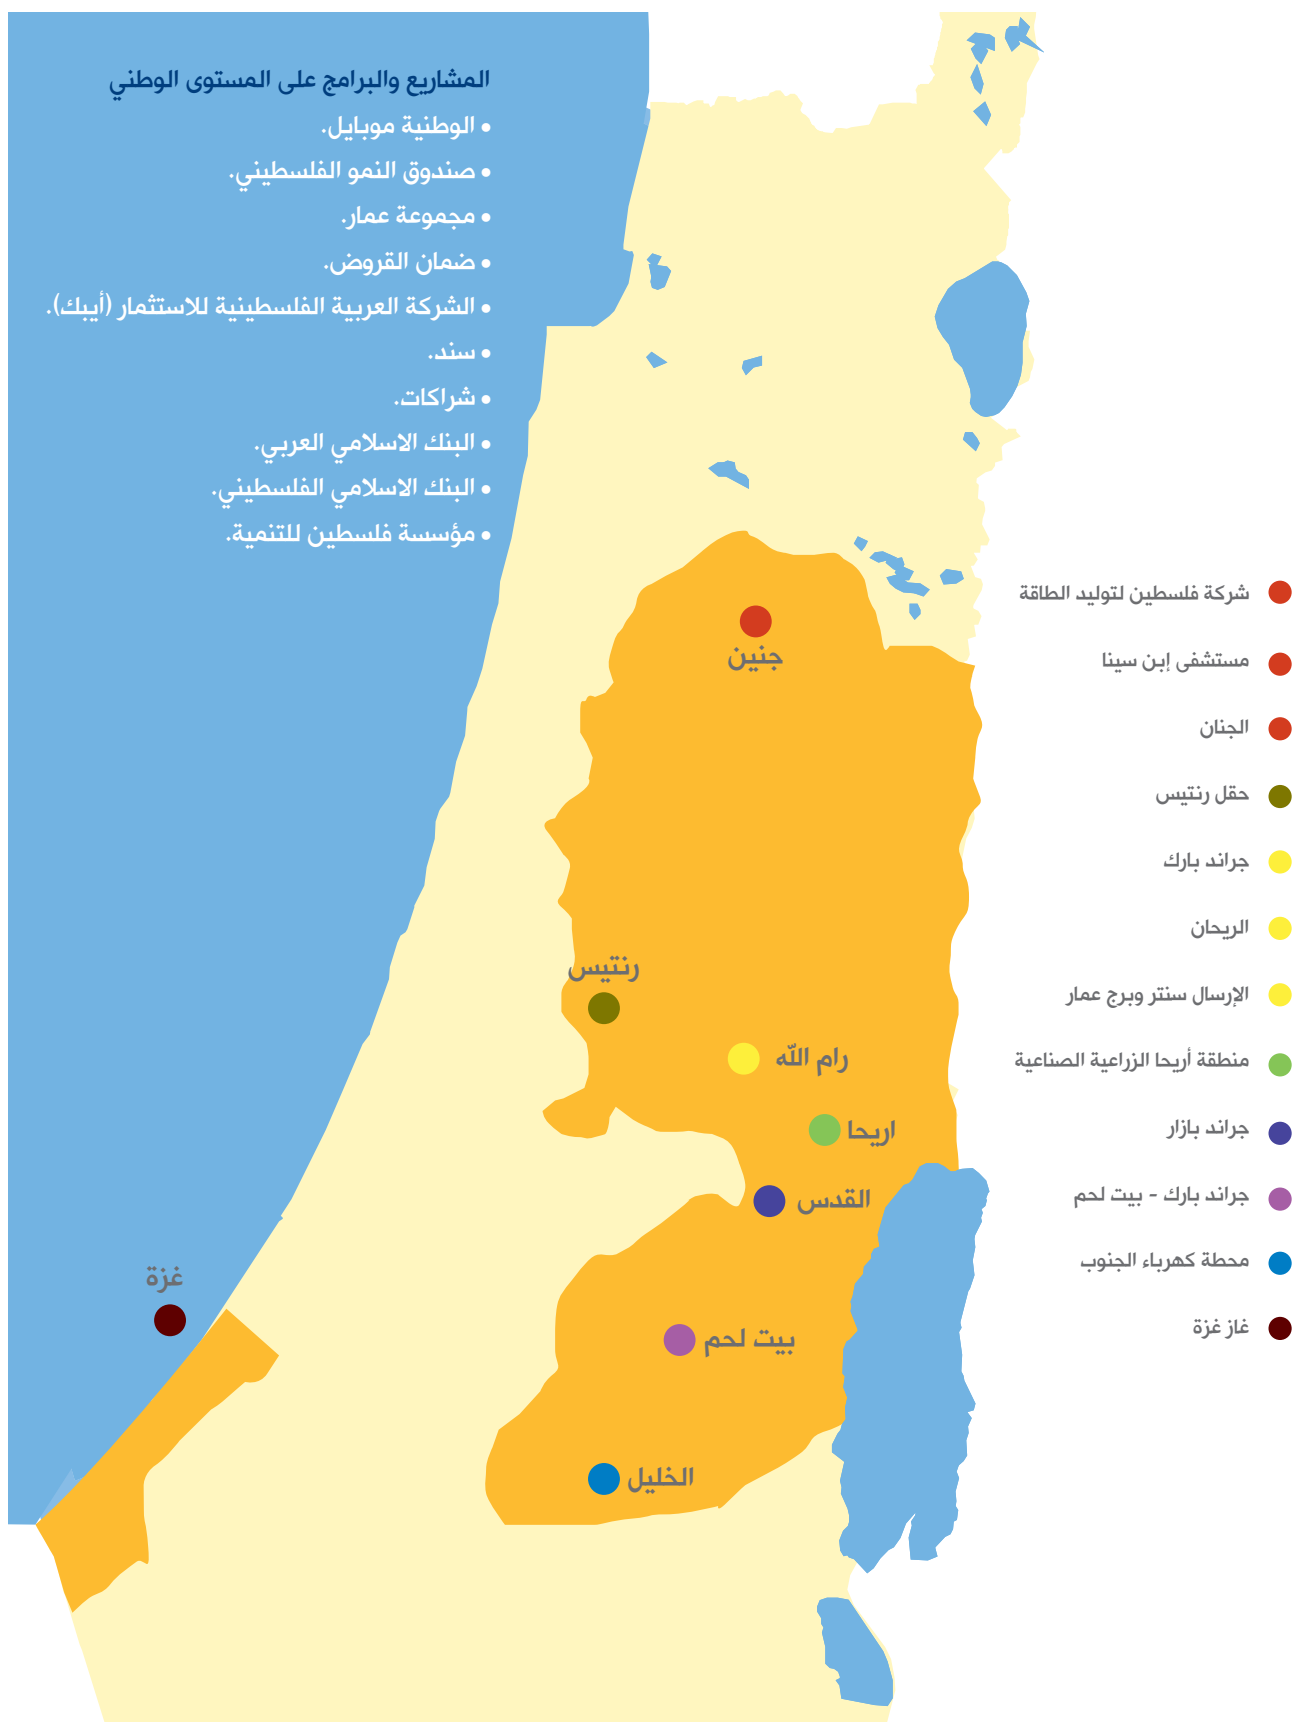 المشاريع والبرامج على المستوى الوطني
• الوطنية موبايل.
• صندوق النمو الفلسطيني.
• مجموعة عمار.
• ضمان القروض.
• الشركة العربية الفلسطينية للاستثمار (أيبك).
• سند.
• شراكات.
• البنك الاسلامي العربي.
• البنك الاسلامي الفلسطيني.
• مؤسسة فلسطين للتنمية.
شركة فلسطين لتوليد الطاقة
مستشفى إبن سينا
الجنان
حقل رنتيس
جراند بارك
الريحان
الإرسال سنتر وبرج عمار
منطقة أريحا الزراعية الصناعية
جراند بازار
جراند بارك - بيت لحم
محطة كهرباء الجنوب
غاز غزة
جنين
رنتيس
رام الله
اريحا
القدس
غزة
بيت لحم
الخليل